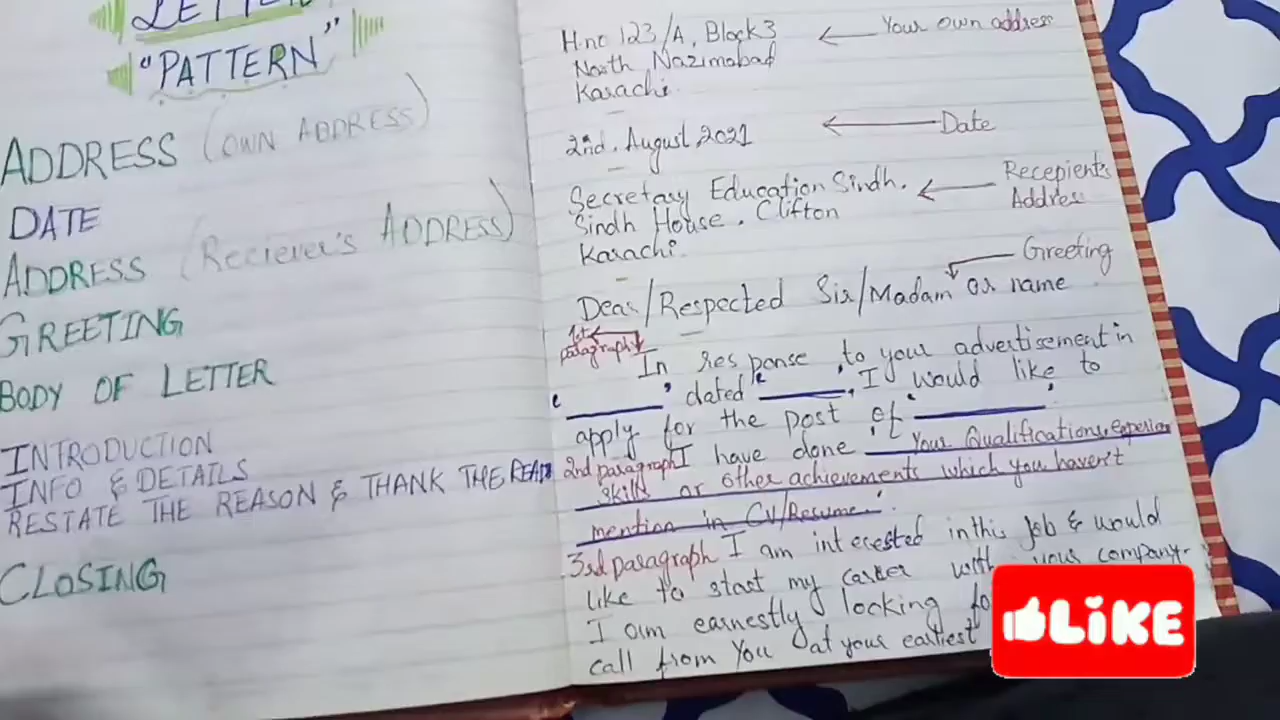 LETTER
"PATTERN"
ADDRESS (OWN ADDRESS)
DATE
ADDRESS (Reciever's ADDRESS)
GREETING
BODY OF LETTER
INTRODUCTION
INFO & DETAILS
RESTATE THE REASON & THANK THE READ
CLOSING
H.no 123/A, Block 3 ← Your own address
North Nazimabad
Karachi.
2nd. August 2021 ← Date
Secretary Education Sindh. ← Recepient's
Sindh House. Clifton Address
Karachi.
Greeting
Dear/Respected Sir/Madam or name
1st
paragraph
In response to your advertisement in
' ' dated ' '. I would like to
apply for the post of ' '.
2nd paragraph I have done ' Your Qualifications, experien
skills or other achievements which you haven't
mention in CV/Resume.'
3rd paragraph I am interested in this job & would
like to start my career with your company.
I am earnestly looking fo
call from You at your earliest
LIKE